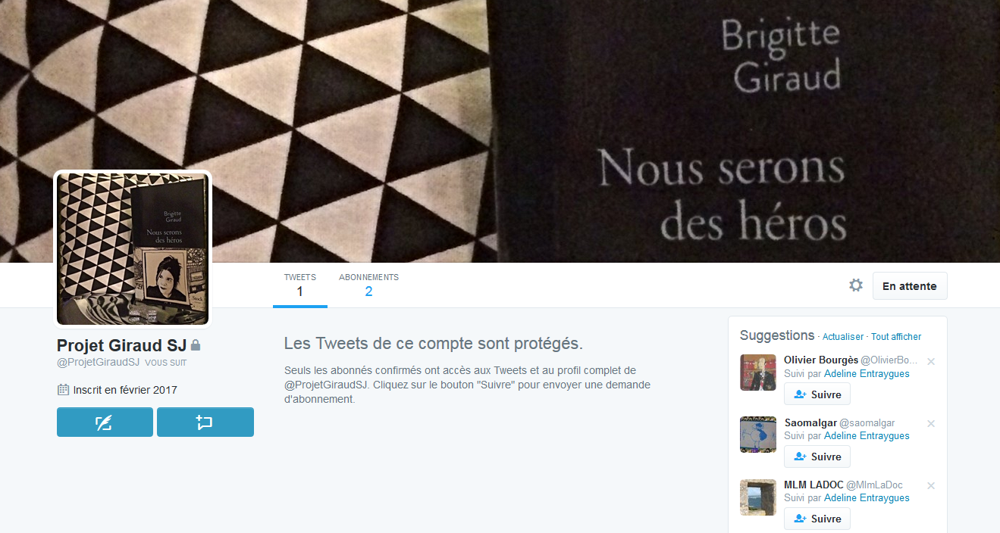 Brigitte
Giraud
Nous serons
des héros
Brigitte
Giraud
Nous serons
des héros
Stock
TWEETS
1
ABONNEMENTS
2
En attente
Projet Giraud SJ
@ProjetGiraudSJ VOUS SUIT
Inscrit en février 2017
Les Tweets de ce compte sont protégés.
Seuls les abonnés confirmés ont accès aux Tweets et au profil complet de
@ProjetGiraudSJ. Cliquez sur le bouton "Suivre" pour envoyer une demande
d'abonnement.
Suggestions · Actualiser · Tout afficher
Olivier Bourgès @OlivierBo...
Suivi par Adeline Entraygues
Suivre
Saomalgar @saomalgar
Suivi par Adeline Entraygues
Suivre
MLM LADOC @MlmLaDoc
Suivi par Adeline Entraygues
Suivre